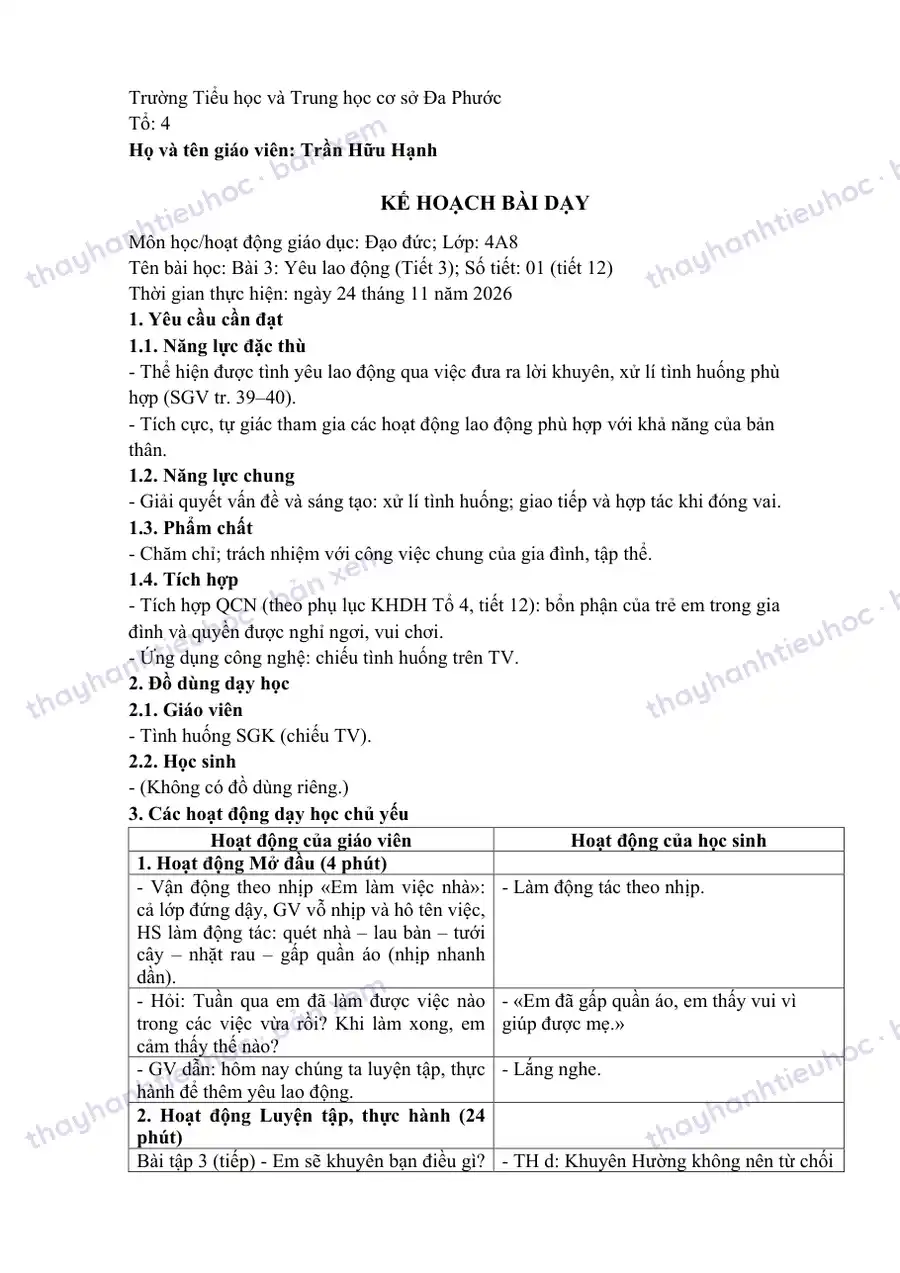 Trường Tiểu học và Trung học cơ sở Đa Phước
Tổ: 4
Họ và tên giáo viên: Trần Hữu Hạnh
KẾ HOẠCH BÀI DẠY
Môn học/hoạt động giáo dục: Đạo đức; Lớp: 4A8
Tên bài học: Bài 3: Yêu lao động (Tiết 3); Số tiết: 01 (tiết 12)
Thời gian thực hiện: ngày 24 tháng 11 năm 2026
1. Yêu cầu cần đạt
1.1. Năng lực đặc thù
- Thể hiện được tình yêu lao động qua việc đưa ra lời khuyên, xử lí tình huống phù
hợp (SGV tr. 39–40).
- Tích cực, tự giác tham gia các hoạt động lao động phù hợp với khả năng của bản
thân.
1.2. Năng lực chung
- Giải quyết vấn đề và sáng tạo: xử lí tình huống; giao tiếp và hợp tác khi đóng vai.
1.3. Phẩm chất
- Chăm chỉ; trách nhiệm với công việc chung của gia đình, tập thể.
1.4. Tích hợp
- Tích hợp QCN (theo phụ lục KHDH Tổ 4, tiết 12): bổn phận của trẻ em trong gia
đình và quyền được nghỉ ngơi, vui chơi.
- Ứng dụng công nghệ: chiếu tình huống trên TV.
2. Đồ dùng dạy học
2.1. Giáo viên
- Tình huống SGK (chiếu TV).
2.2. Học sinh
- (Không có đồ dùng riêng.)
3. Các hoạt động dạy học chủ yếu
Hoạt động của giáo viên
Hoạt động của học sinh
1. Hoạt động Mở đầu (4 phút)
- Vận động theo nhịp «Em làm việc nhà»:
cả lớp đứng dậy, GV vỗ nhịp và hô tên việc,
HS làm động tác: quét nhà – lau bàn – tưới
cây – nhặt rau – gấp quần áo (nhịp nhanh
dần).
- Làm động tác theo nhịp.
- Hỏi: Tuần qua em đã làm được việc nào
trong các việc vừa rồi? Khi làm xong, em
cảm thấy thế nào?
- «Em đã gấp quần áo, em thấy vui vì
giúp được mẹ.»
- GV dẫn: hôm nay chúng ta luyện tập, thực
hành để thêm yêu lao động.
- Lắng nghe.
2. Hoạt động Luyện tập, thực hành (24
phút)
Bài tập 3 (tiếp) - Em sẽ khuyên bạn điều gì?
- TH d: Khuyên Hường không nên từ chối
thayhanhtieuhoc · bản xem
thayhanhtieuhoc · b
thayhanhtieuhoc · bản xem
thayhanhtieuhoc · b
thayhanhtieuhoc · bản xem
thayhanhtieuhoc · b